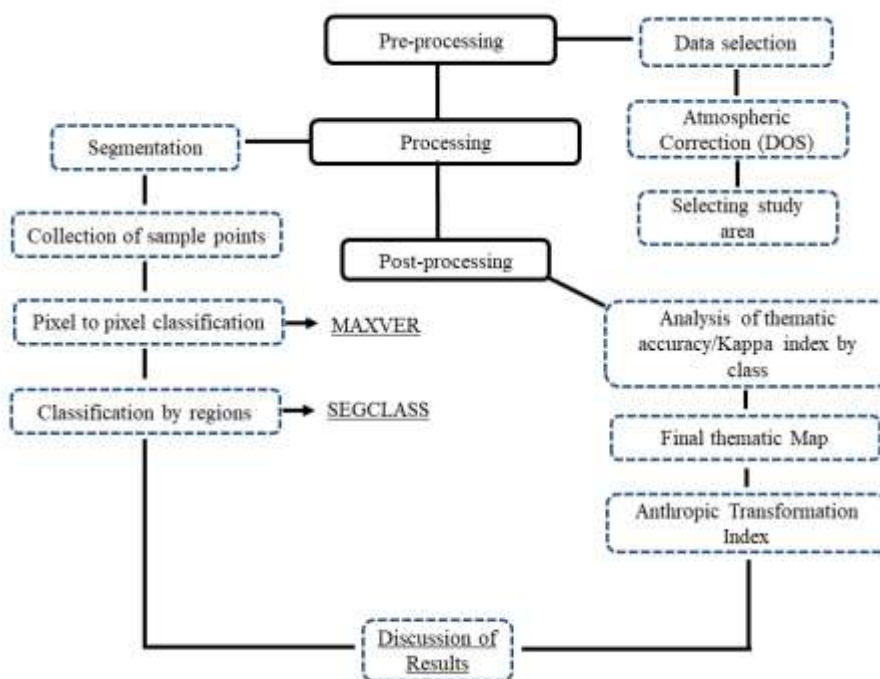 Pre-processing
Data selection
Atmospheric
Correction (DOS)
Selecting study
area
Processing
Segmentation
Collection of sample points
Pixel to pixel classification
MAXVER
Classification by regions
SEGCLASS
Post-processing
Analysis of thematic
accuracy/Kappa index by
class
Final thematic Map
Anthropic Transformation
Index
Discussion of
Results